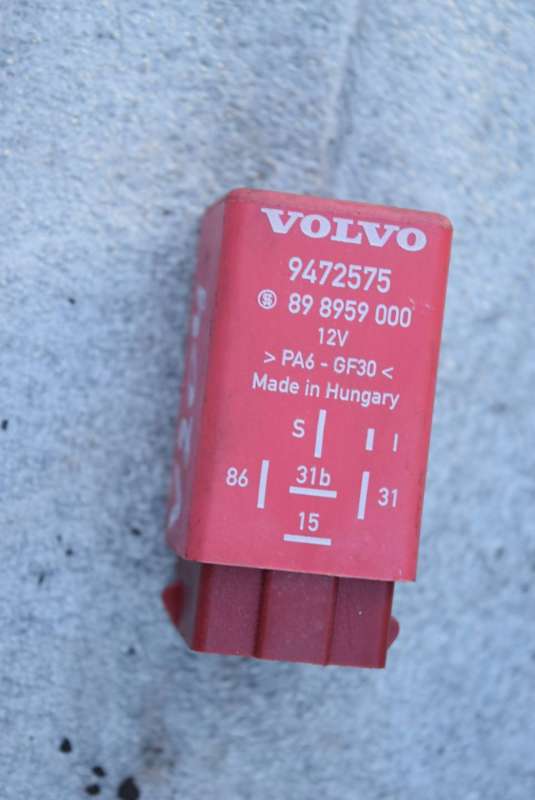 VOLVO
9472575
89 8959 000
12V
> PA6 - GF30 <
Made in Hungary
S
86 31b 31
15